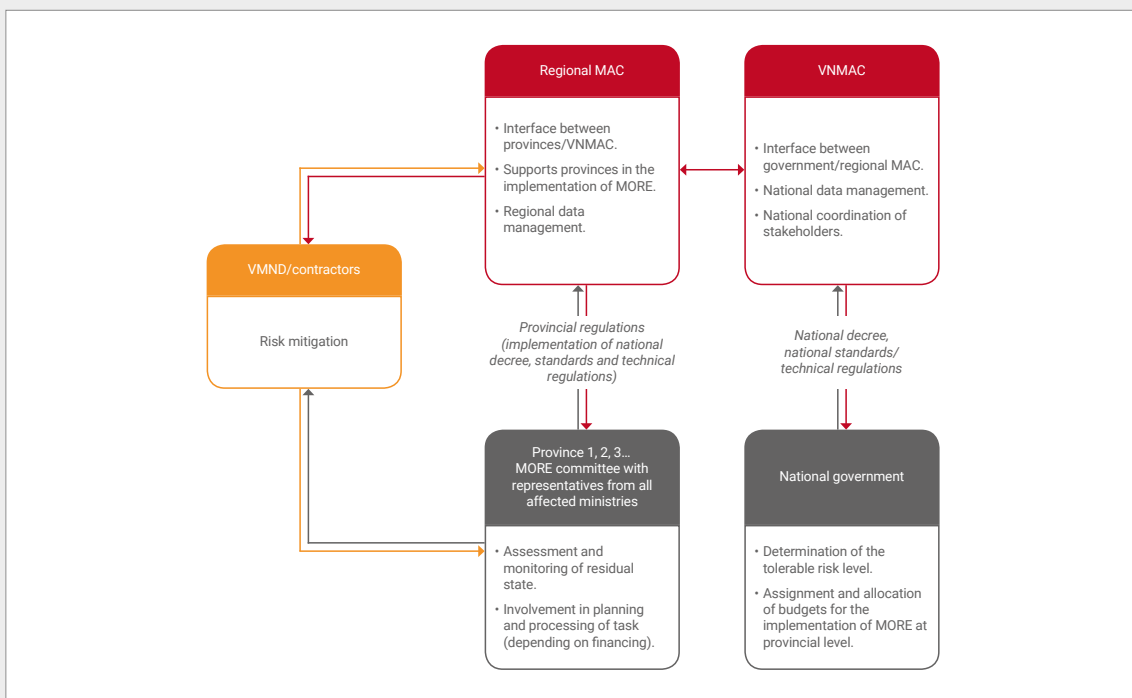 Regional MAC
• Interface between
provinces/VNMAC.
• Supports provinces in the
implementation of MORE.
• Regional data
management.
VNMAC
• Interface between
government/regional MAC.
• National data management.
• National coordination of
stakeholders.
VMND/contractors
Risk mitigation
Provincial regulations
(implementation of national
decree, standards and technical
regulations)
National decree,
national standards/
technical regulations
Province 1, 2, 3...
MORE committee with
representatives from all
affected ministries
• Assessment and
monitoring of residual
state.
• Involvement in planning
and processing of task
(depending on financing).
National government
• Determination of the
tolerable risk level.
• Assignment and allocation
of budgets for the
implementation of MORE at
provincial level.